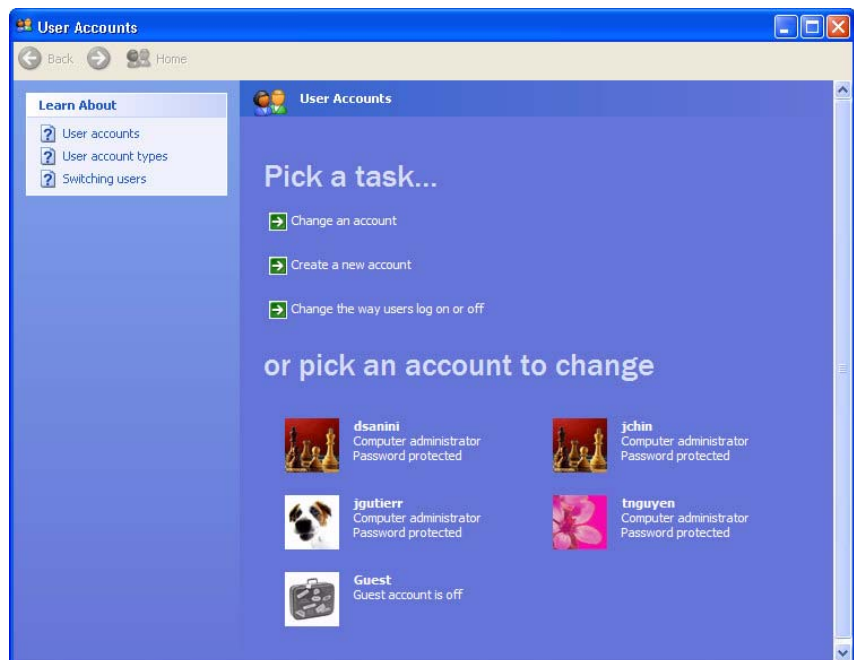 User Accounts
Back Home
Learn About
User accounts
User account types
Switching users
User Accounts
Pick a task...
Change an account
Create a new account
Change the way users log on or off
or pick an account to change
dsanini
Computer administrator
Password protected
jchin
Computer administrator
Password protected
jgutierr
Computer administrator
Password protected
tnguyen
Computer administrator
Password protected
Guest
Guest account is off